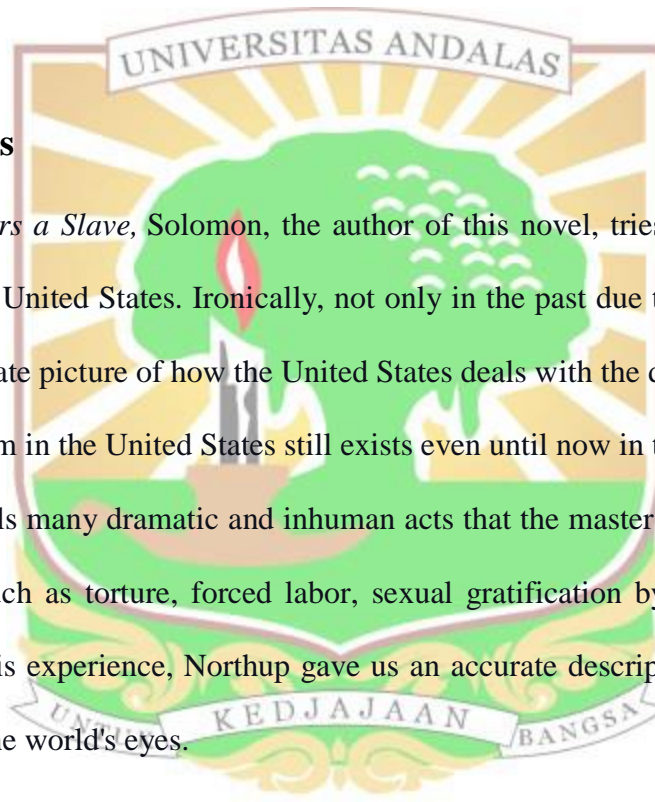 UNIVERSITAS ANDALAS
s
rs a Slave, Solomon, the author of this novel, tries
United States. Ironically, not only in the past due t
ate picture of how the United States deals with the c
m in the United States still exists even until now in t
ls many dramatic and inhuman acts that the master
uch as torture, forced labor, sexual gratification by
is experience, Northup gave us an accurate descrip
UNTUK KEDJAJAAN BANGSA
he world's eyes.